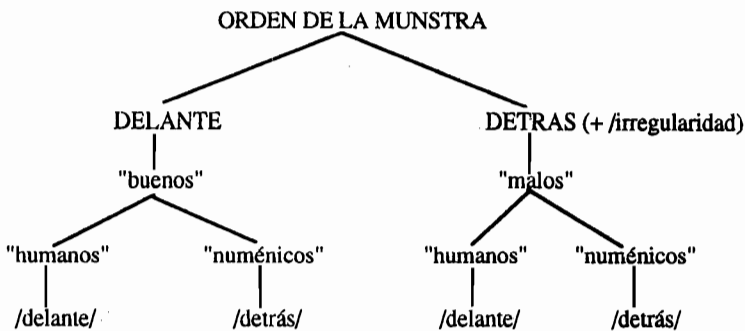 ORDEN DE LA MUNSTRA
DELANTE DETRAS (+ /irregularidad)
"buenos" "malos"
"humanos" "numénicos" "humanos" "numénicos"
/delante/ /detrás/ /delante/ /detrás/